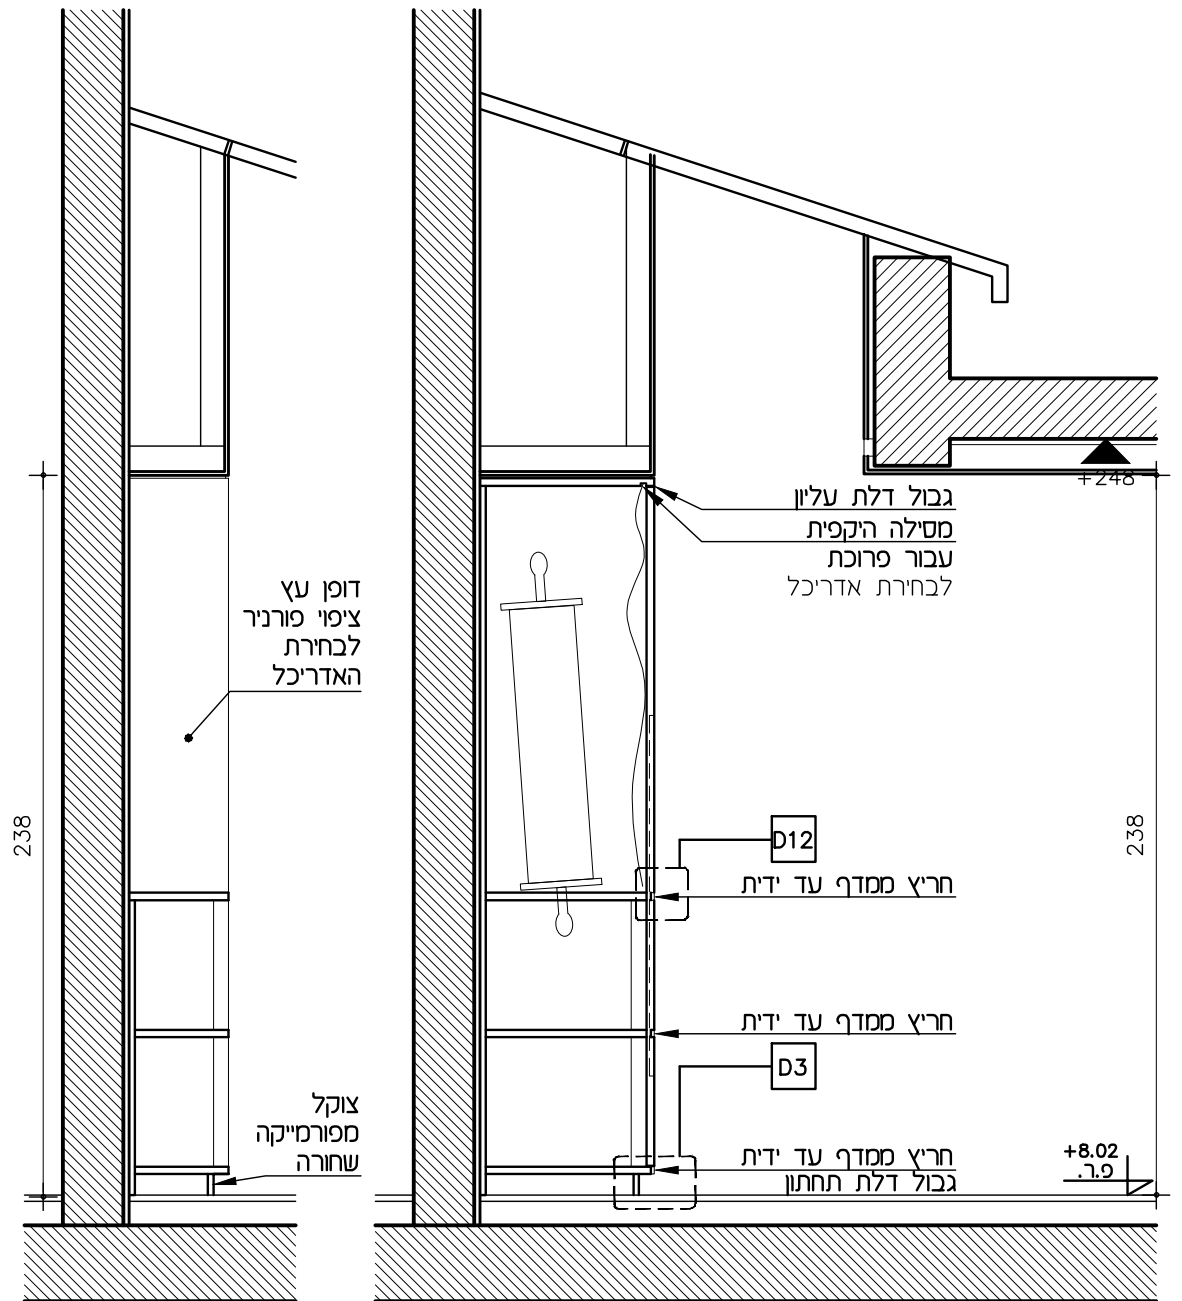 +248
גבול דלת עליון
מסילה היקפית
עבור פרוכת
לבחירת אדריכל
דופן עץ
ציפוי פורניר
לבחירת
האדריכל
238
238
D12
חריץ ממדף עד ידית
חריץ ממדף עד ידית
D3
צוקל
מפורמייקה
שחורה
חריץ ממדף עד ידית
גבול דלת תחתון
+8.02
פ.ר.